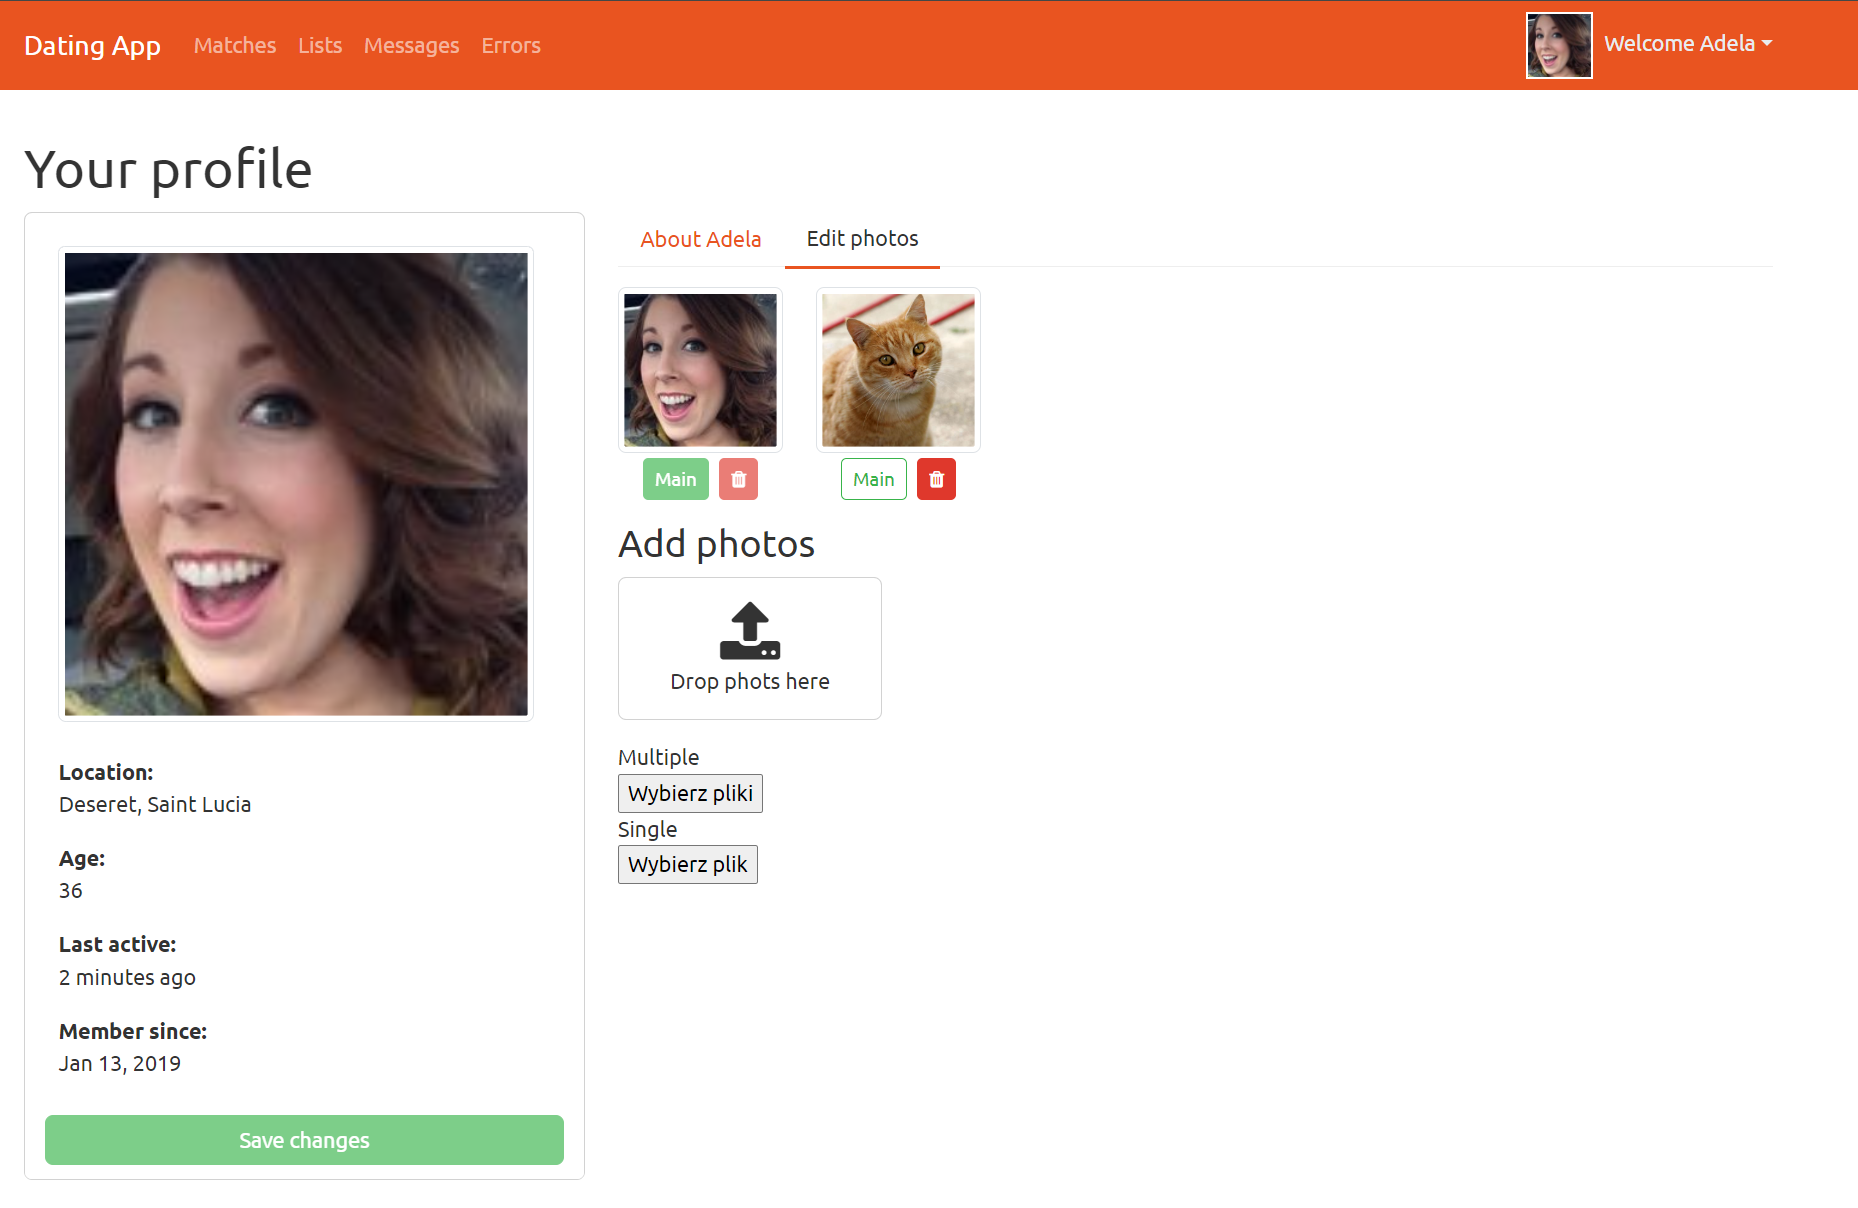 Dating App Matches Lists Messages Errors Welcome Adela
Your profile
About Adela Edit photos
Main Main
Add photos
Drop phots here
Multiple
Wybierz pliki
Single
Wybierz plik
Location:
Deseret, Saint Lucia
Age:
36
Last active:
2 minutes ago
Member since:
Jan 13, 2019
Save changes